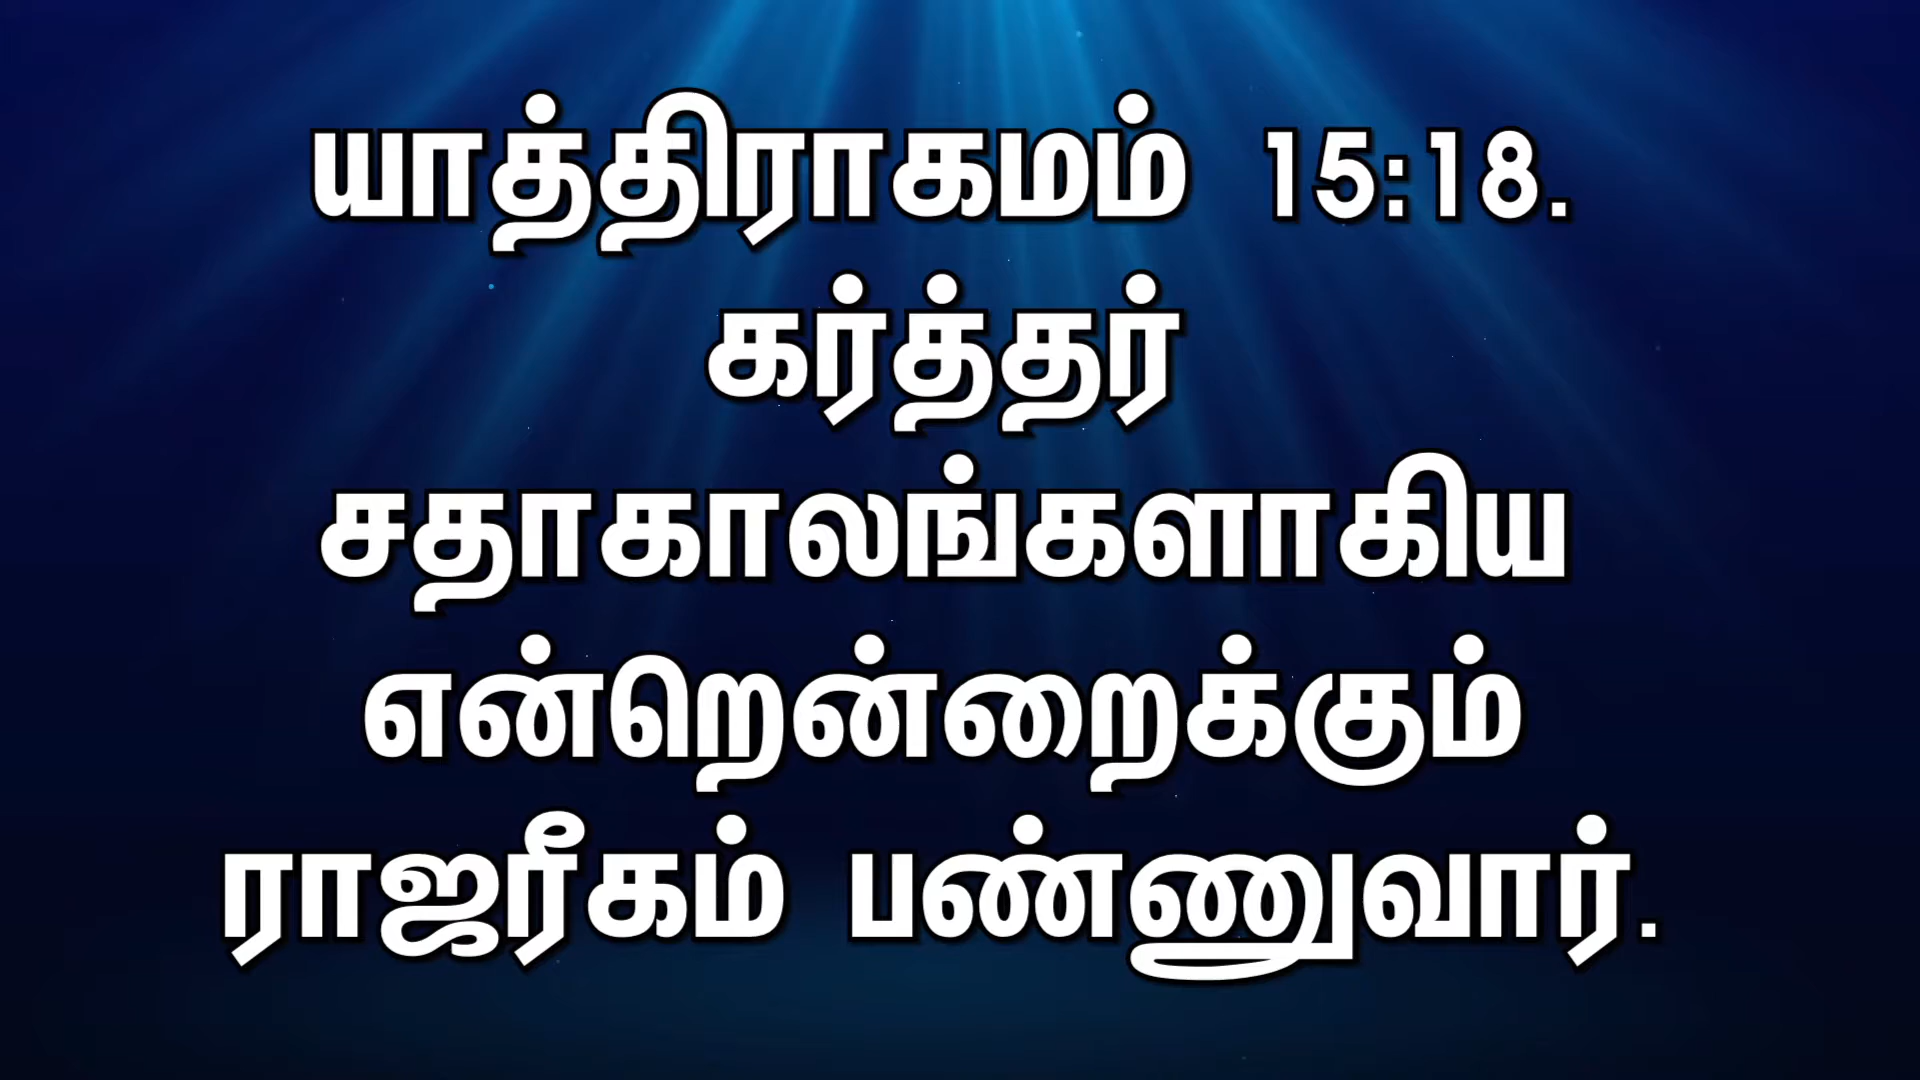 யாத்திராகமம் 15:18.
கர்த்தர்
சதாகாலங்களாகிய
என்றென்றைக்கும்
ராஜரீகம் பண்ணுவார்.